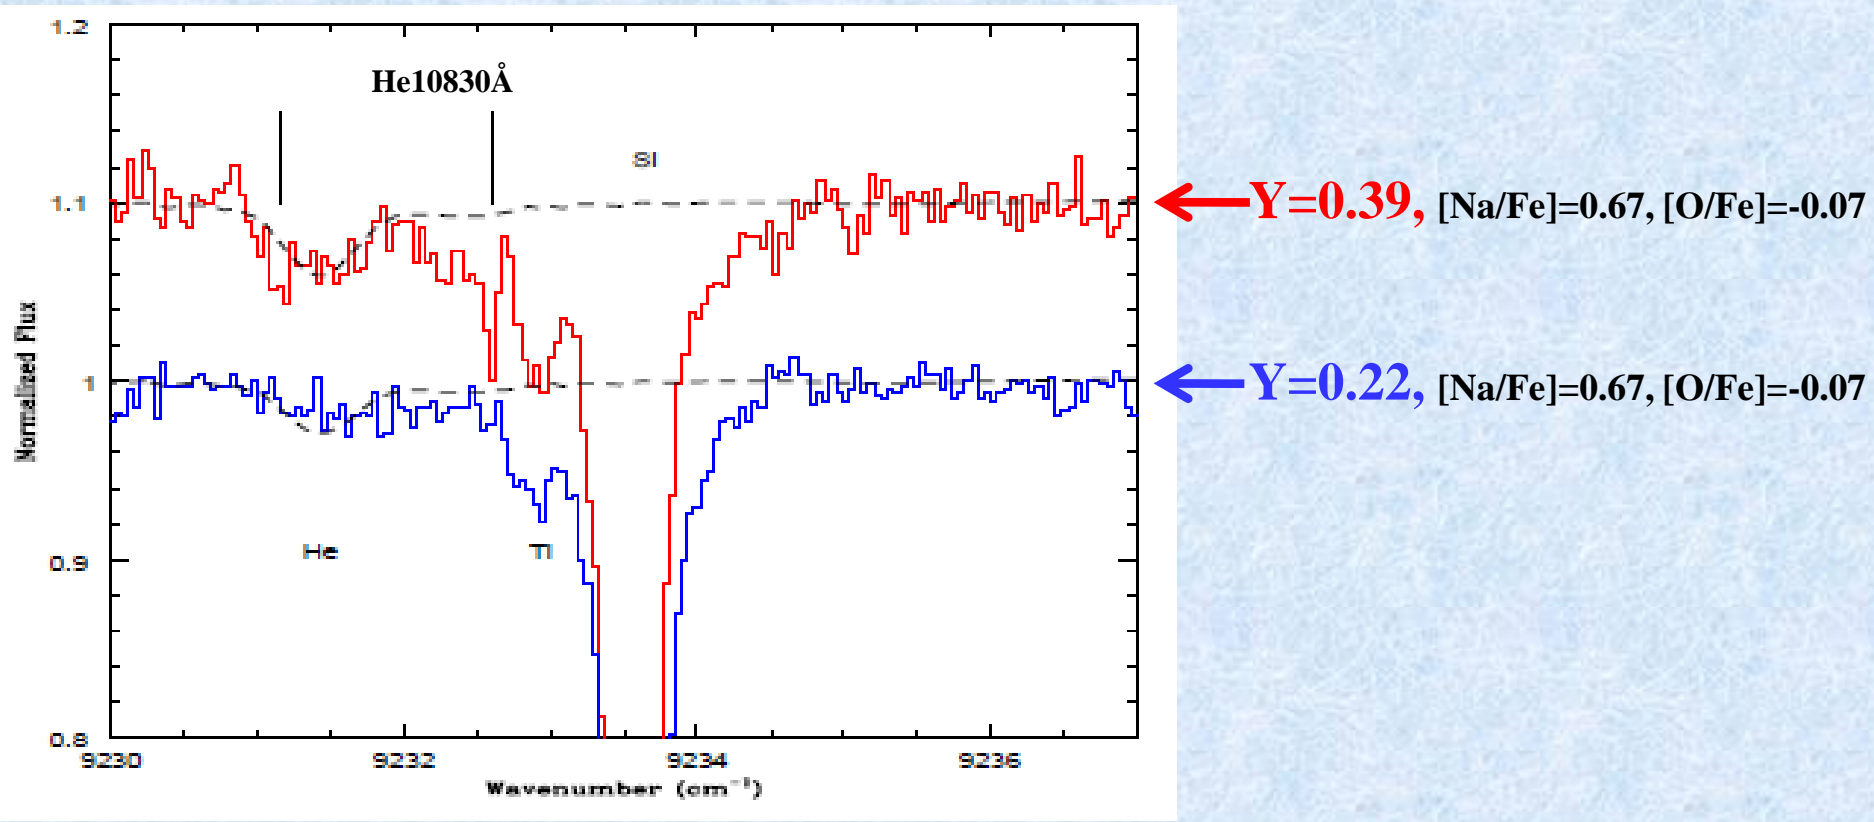 1.2
He10830Å
SI
1.1
Y=0.39, [Na/Fe]=0.67, [O/Fe]=-0.07
Normalized Flux
1
Y=0.22, [Na/Fe]=0.67, [O/Fe]=-0.07
He
TI
0.9
0.8
9230
9232
9234
9236
Wavenumber (cm⁻¹)